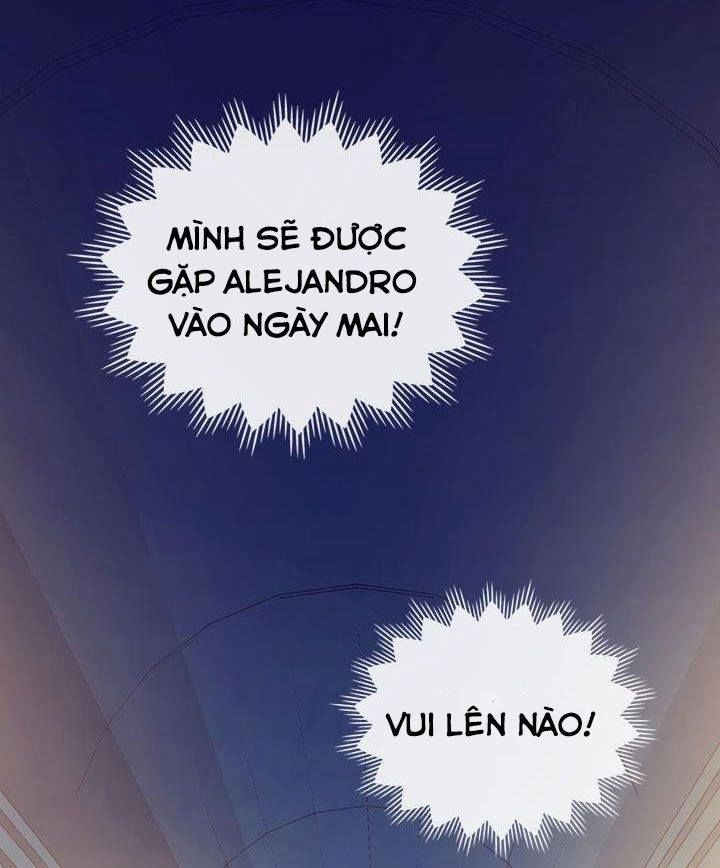 MÌNH SẼ ĐƯỢC
GẶP ALEJANDRO
VÀO NGÀY MAI!
VUI LÊN NÀO!